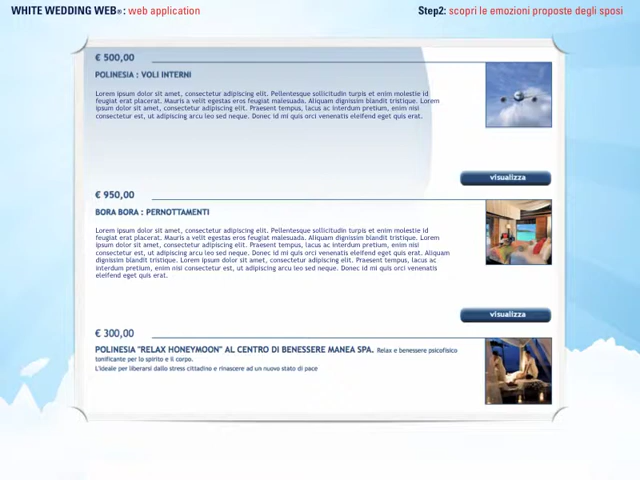 WHITE WEDDING WEB®: web application
Step2: scopri le emozioni proposte degli sposi
€ 500,00
POLINESIA : VOLI INTERNI
Lorem ipsum dolor sit amet, consectetur adipiscing elit. Pellentesque sollicitudin turpis et enim molestie id
feugiat erat placerat. Mauris a velit egestas eros feugiat malesuada. Aliquam dignissim blandit tristique. Lorem
ipsum dolor sit amet, consectetur adipiscing elit. Praesent tempus, lacus ac interdum pretium, enim nisi
consectetur est, ut adipiscing arcu leo sed neque. Donec id mi quis orci venenatis eleifend eget quis erat.
visualizza
€ 950,00
BORA BORA : PERNOTTAMENTI
Lorem ipsum dolor sit amet, consectetur adipiscing elit. Pellentesque sollicitudin turpis et enim molestie id
feugiat erat placerat. Mauris a velit egestas eros feugiat malesuada. Aliquam dignissim blandit tristique. Lorem
ipsum dolor sit amet, consectetur adipiscing elit. Praesent tempus, lacus ac interdum pretium, enim nisi
consectetur est, ut adipiscing arcu leo sed neque. Donec id mi quis orci venenatis eleifend eget quis erat. Aliquam
dignissim blandit tristique. Lorem ipsum dolor sit amet, consectetur adipiscing elit. Praesent tempus, lacus ac
interdum pretium, enim nisi consectetur est, ut adipiscing arcu leo sed neque. Donec id mi quis orci venenatis
eleifend eget quis erat.
visualizza
€ 300,00
POLINESIA "RELAX HONEYMOON" AL CENTRO DI BENESSERE MANEA SPA. Relax e benessere psicofisico
tonificante per lo spirito e il corpo.
L'ideale per liberarsi dallo stress cittadino e rinascere ad un nuovo stato di pace